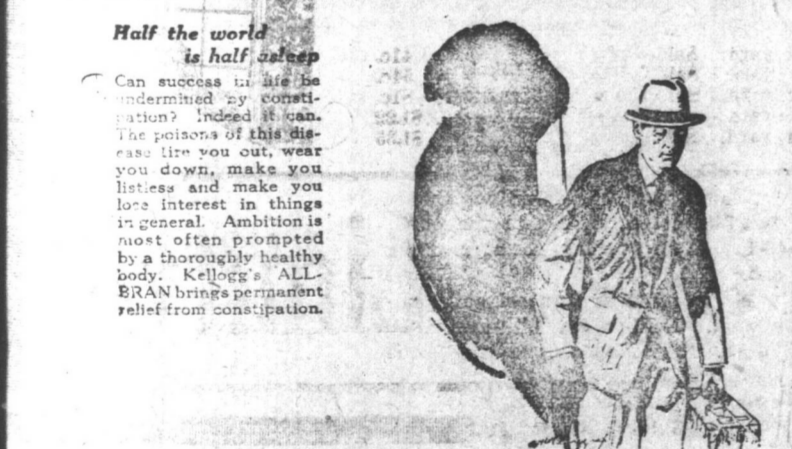 Half the world
is half asleep
Can success in life be
undermined by consti-
pation? Indeed it can.
The poisons of this dis-
ease tire you out, wear
you down, make you
listless and make you
lose interest in things
in general. Ambition is
most often prompted
by a thoroughly healthy
body. Kellogg's ALL-
BRAN brings permanent
relief from constipation.